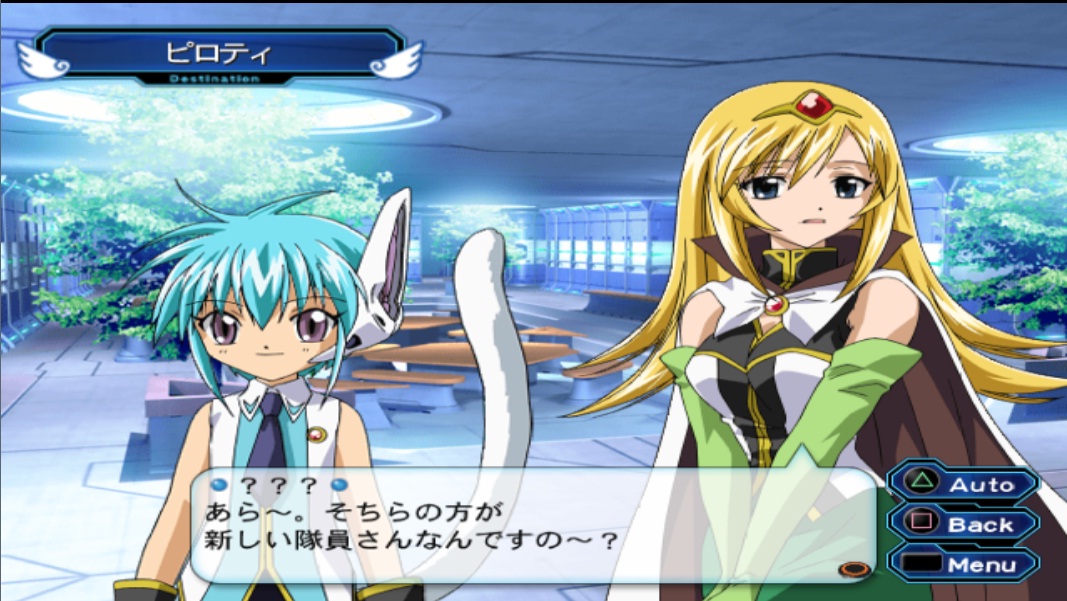 ピロティ
Destination
？？？
あら～。そちらの方が
新しい隊員さんなんですの～？
Auto
Back
Menu